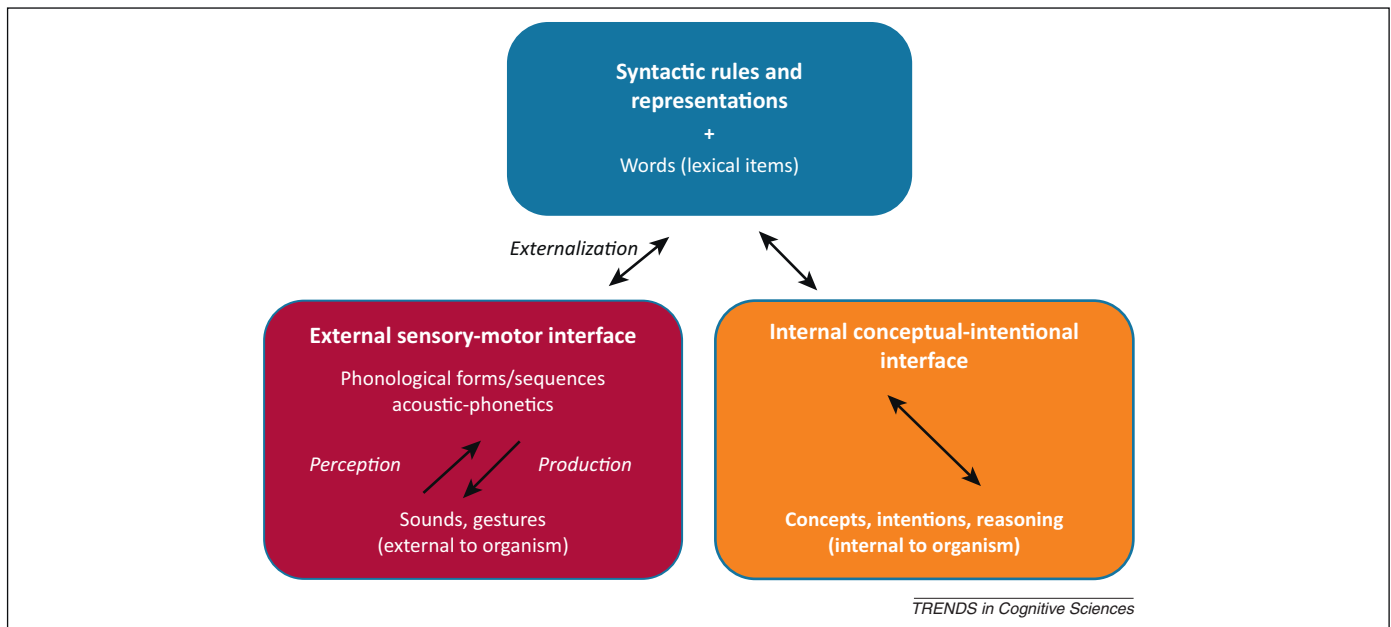 Syntactic rules and
representations
+
Words (lexical items)
Externalization
External sensory-motor interface
Phonological forms/sequences
acoustic-phonetics
Perception
Production
Sounds, gestures
(external to organism)
Internal conceptual-intentional
interface
Concepts, intentions, reasoning
(internal to organism)
TRENDS in Cognitive Sciences